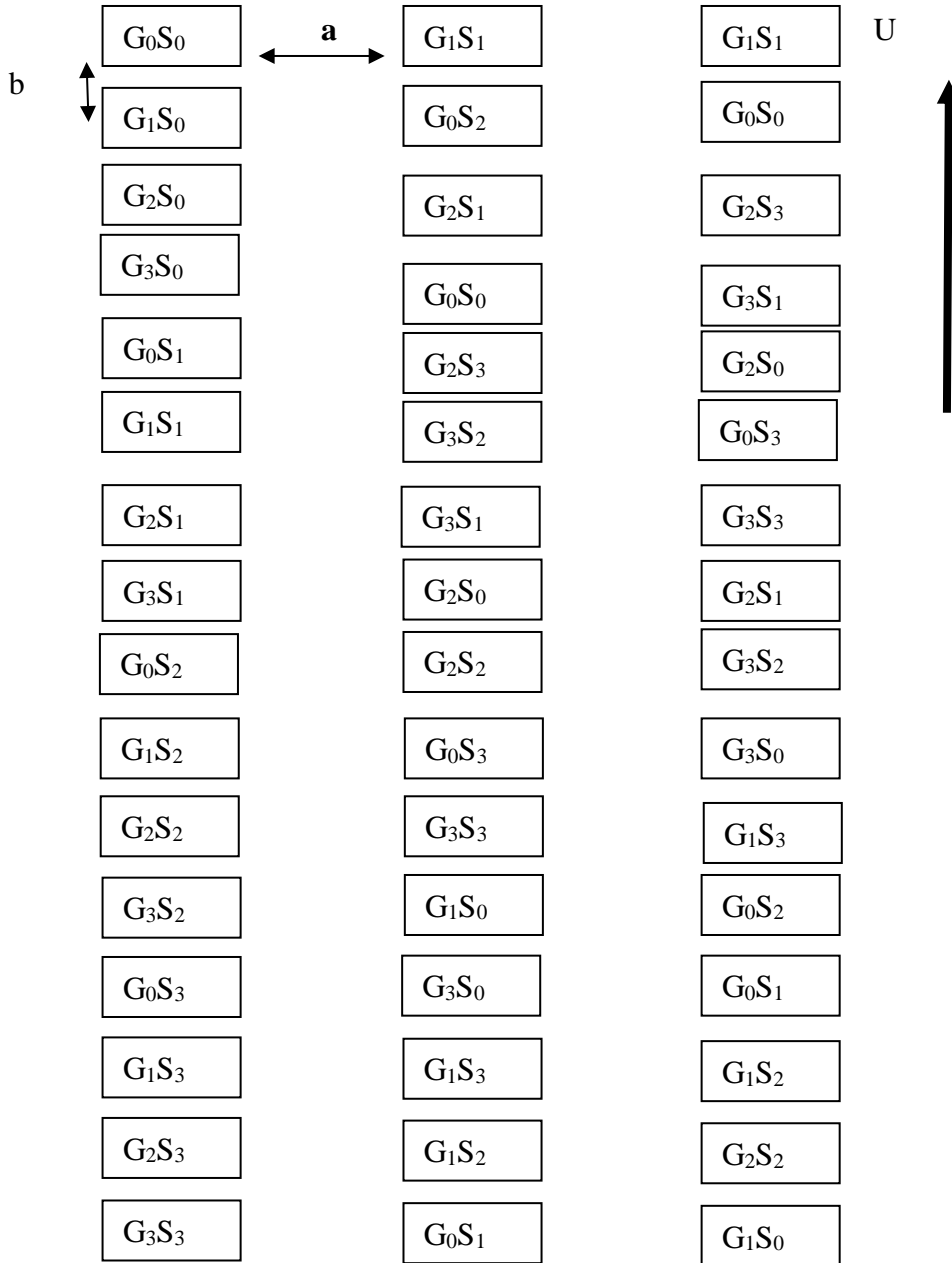 G₀S₀ a G₁S₁ G₁S₁ U
b
G₁S₀ G₀S₂ G₀S₀
G₂S₀ G₂S₁ G₂S₃
G₃S₀ G₀S₀ G₃S₁
G₀S₁ G₂S₃ G₂S₀
G₁S₁ G₃S₂ G₀S₃
G₂S₁ G₃S₁ G₃S₃
G₃S₁ G₂S₀ G₂S₁
G₀S₂ G₂S₂ G₃S₂
G₁S₂ G₀S₃ G₃S₀
G₂S₂ G₃S₃ G₁S₃
G₃S₂ G₁S₀ G₀S₂
G₀S₃ G₃S₀ G₀S₁
G₁S₃ G₁S₃ G₁S₂
G₂S₃ G₁S₂ G₂S₂
G₃S₃ G₀S₁ G₁S₀